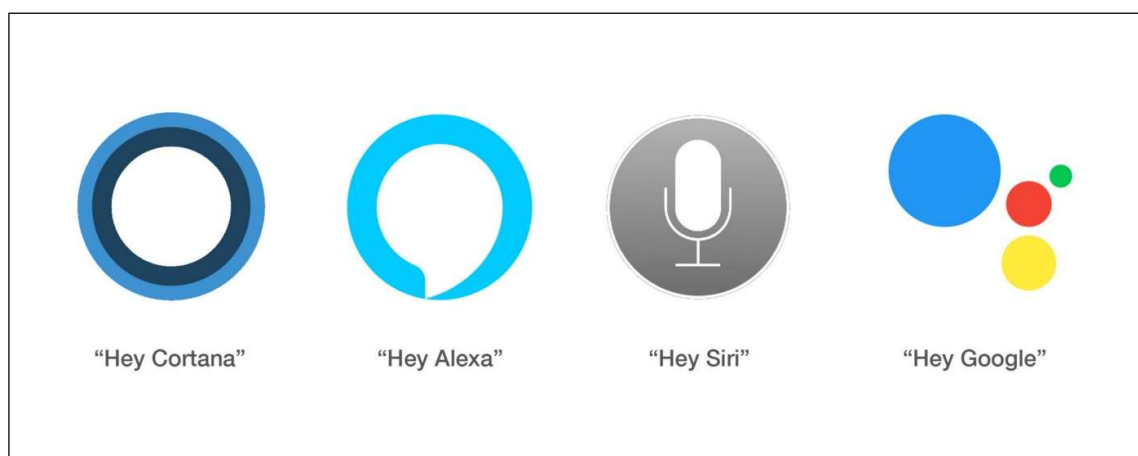 “Hey Cortana”
“Hey Alexa”
“Hey Siri”
“Hey Google”